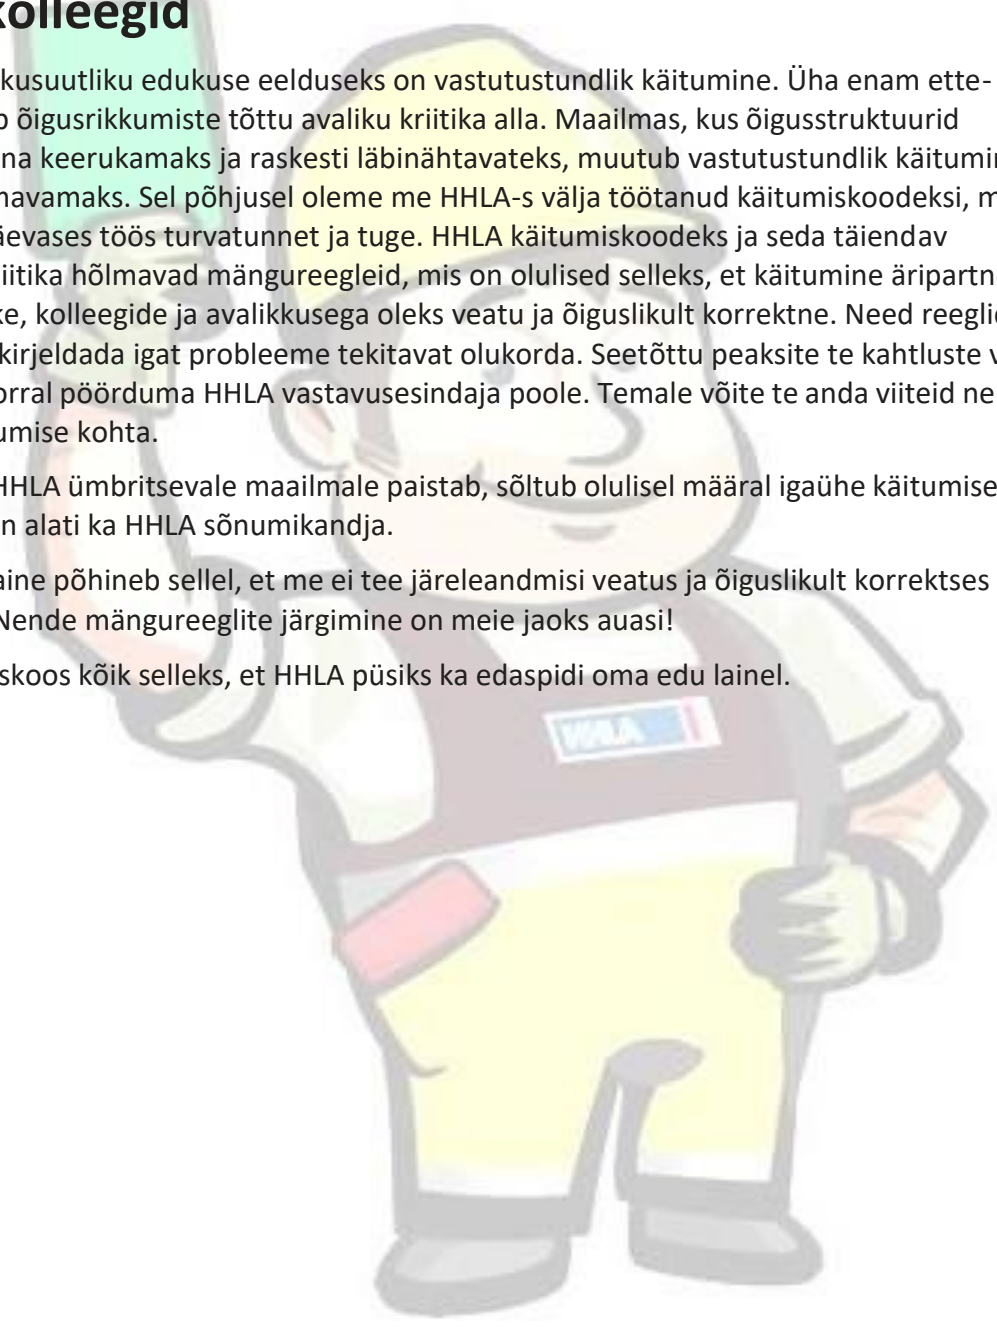 kolleegid
kusuutliku edukuse eelduseks on vastutustundlik käitumine. Üha enam ette-
õigusrikkumiste tõttu avaliku kriitika alla. Maailmas, kus õigusstruktuurid
na keerukamaks ja raskesti läbinähtavateks, muutub vastutustundlik käitumin
navamaks. Sel põhjusel oleme me HHLA-s välja töötanud käitumiskoodeksi, m
äevases töös turvatunnet ja tuge. HHLA käitumiskoodeks ja seda täiendav
iitika hõlmavad mängureegleid, mis on olulised selleks, et käitumine äripartne
ke, kolleegide ja avalikkusega oleks veatu ja õiguslikult korrektne. Need reeglid
kirjeldada igat probleeme tekitavat olukorda. Seetõttu peaksite te kahtluste v
orral pöörduma HHLA vastavusesindaja poole. Temale võite te anda viiteid ne
umise kohta.
HHLA ümbritsevale maailmale paistab, sõltub olulisel määral igaühe käitumise
n alati ka HHLA sõnumikandja.
aine põhineb sellel, et me ei tee järeleandmisi veatus ja õiguslikult korrektses
Nende mängureeglite järgimine on meie jaoks auasi!
skoos kõik selleks, et HHLA püsiks ka edaspidi oma edu lainel.
HHLA